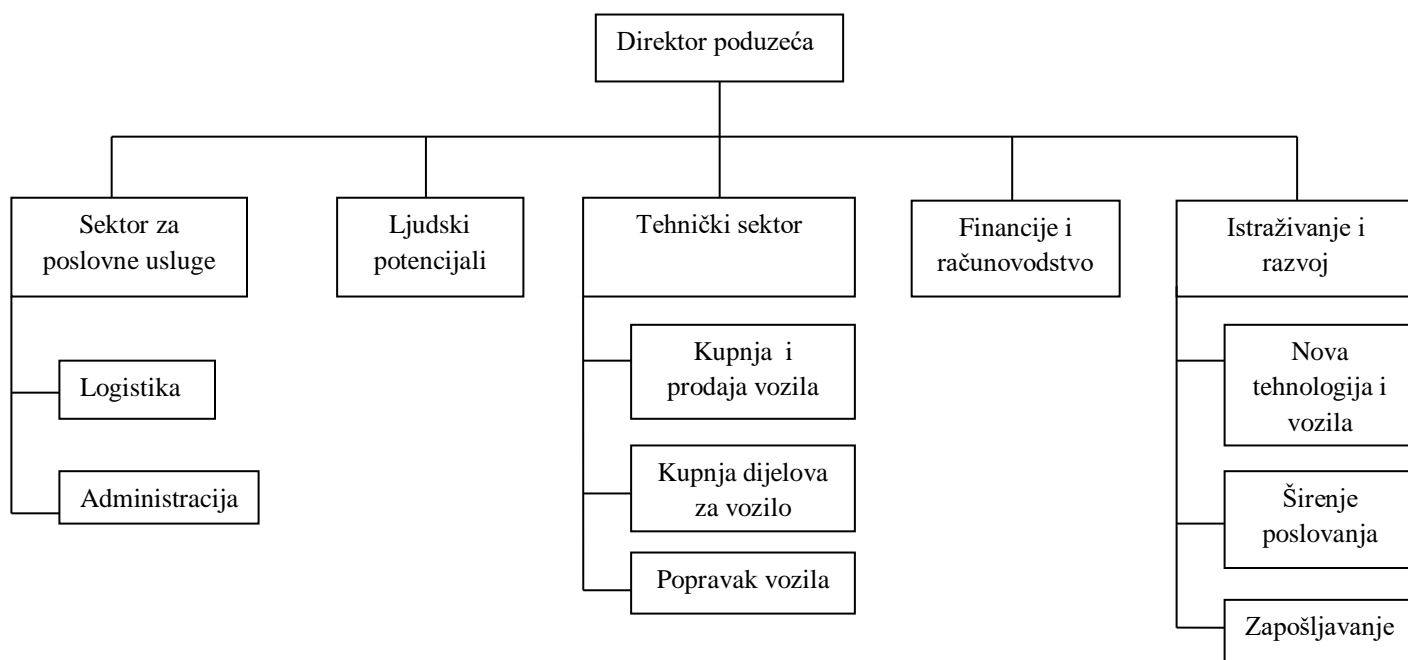 Direktor poduzeća
Sektor za
poslovne usluge
Ljudski
potencijali
Tehnički sektor
Financije i
računovodstvo
Istraživanje i
razvoj
Logistika
Administracija
Kupnja  i
prodaja vozila
Kupnja dijelova
za vozilo
Popravak vozila
Nova
tehnologija i
vozila
Širenje
poslovanja
Zapošljavanje